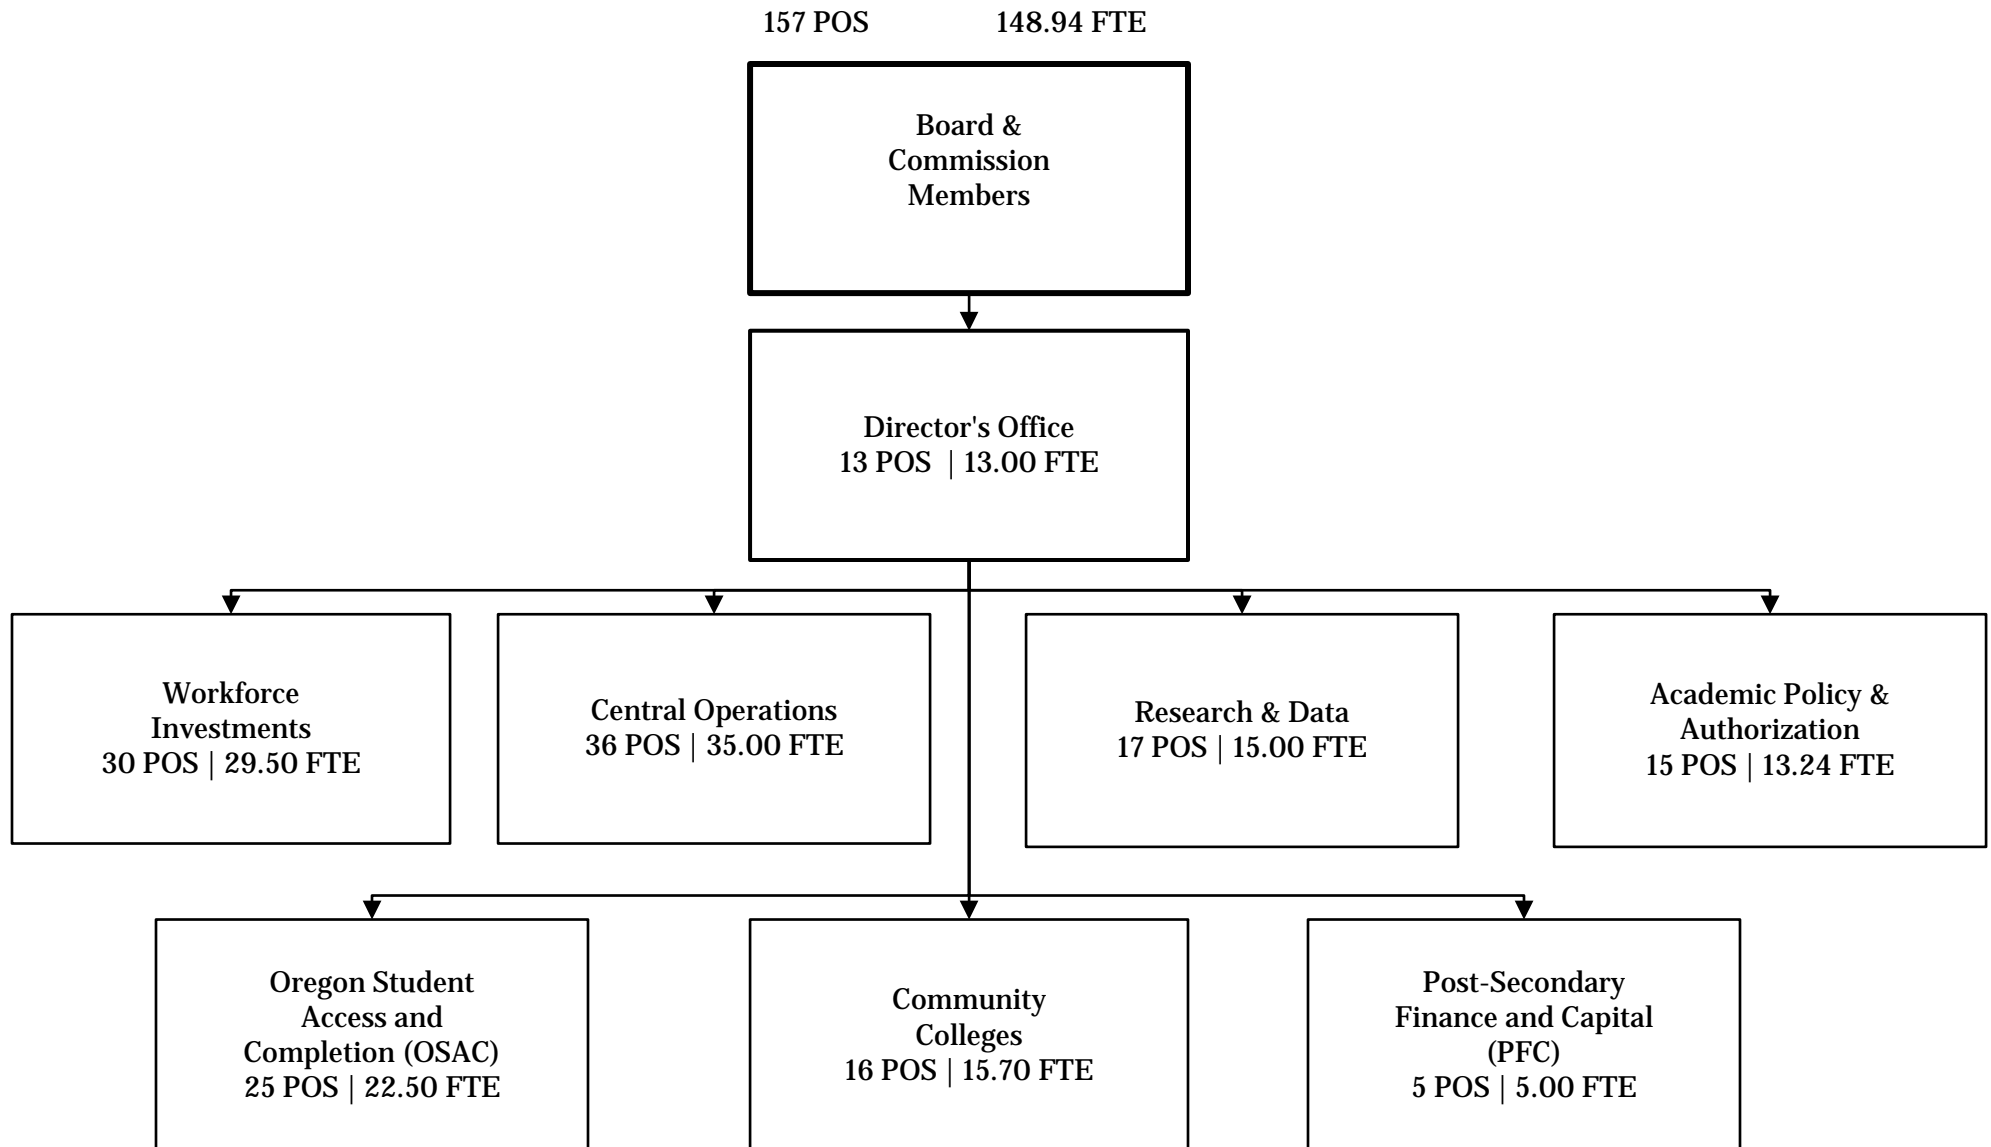 157 POS 148.94 FTE
Board &
Commission
Members
Director's Office
13 POS | 13.00 FTE
Workforce
Investments
30 POS | 29.50 FTE
Central Operations
36 POS | 35.00 FTE
Research & Data
17 POS | 15.00 FTE
Academic Policy &
Authorization
15 POS | 13.24 FTE
Oregon Student
Access and
Completion (OSAC)
25 POS | 22.50 FTE
Community
Colleges
16 POS | 15.70 FTE
Post-Secondary
Finance and Capital
(PFC)
5 POS | 5.00 FTE